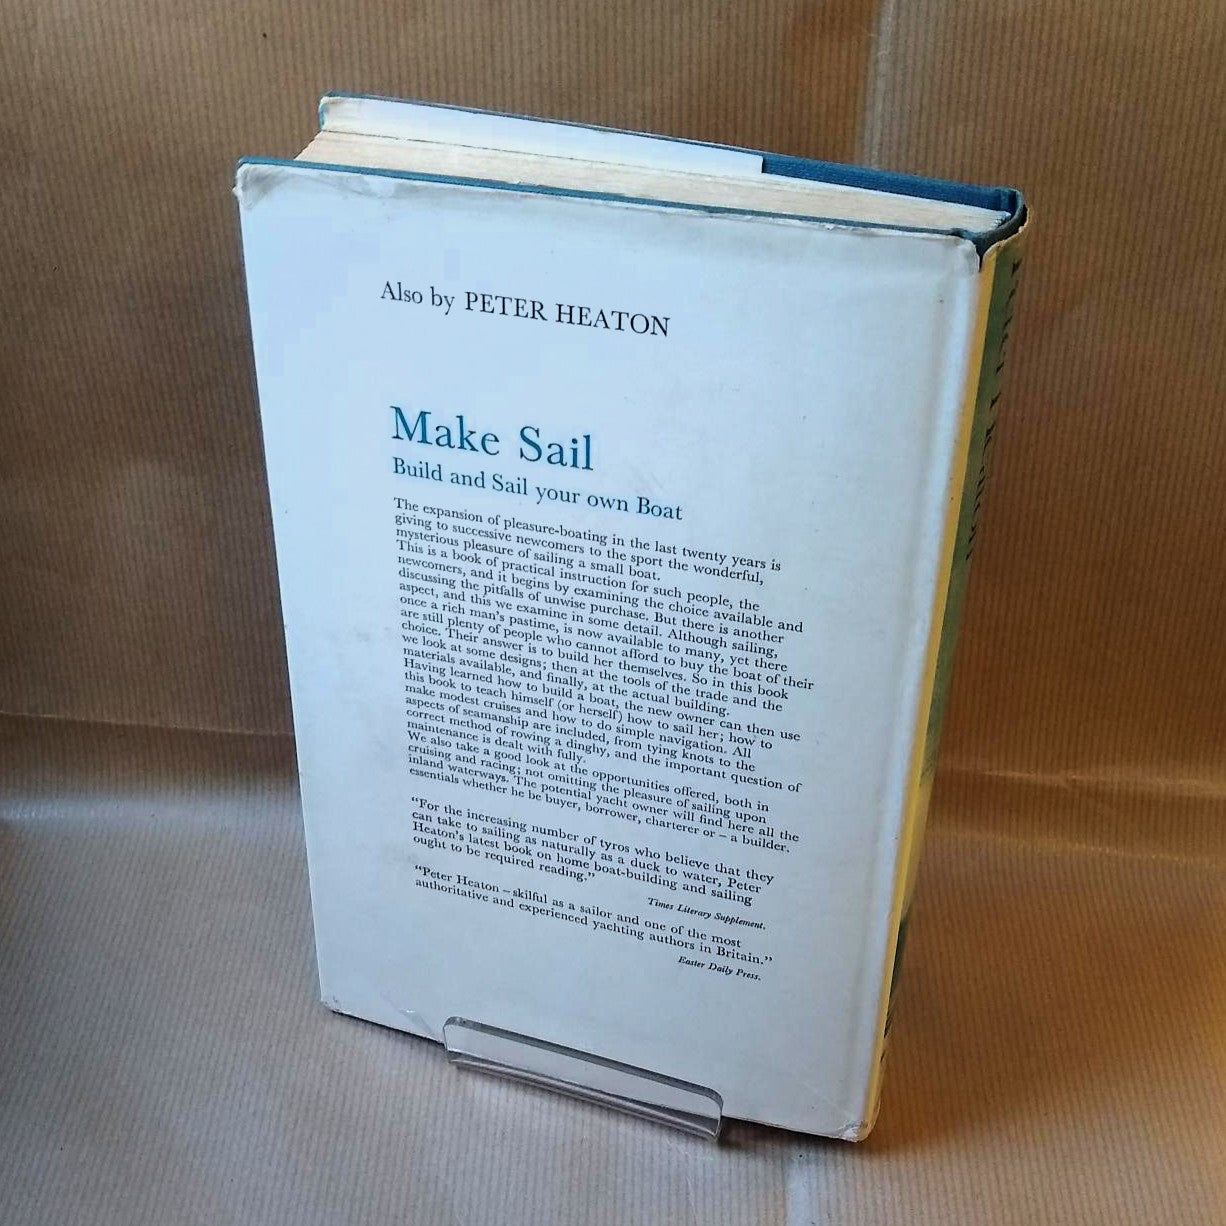 Also by PETER HEATON
Make Sail
Build and Sail your own Boat
The expansion of pleasure-boating in the last twenty years is
giving to successive newcomers to the sport the wonderful,
mysterious pleasure of sailing a small boat.
This is a book of practical instruction for such people, the
newcomers, and it begins by examining the choice available and
discussing the pitfalls of unwise purchase. But there is another
aspect, and this we examine in some detail. Although sailing,
once a rich man's pastime, is now available to many, yet there
are still plenty of people who cannot afford to buy the boat of their
choice. Their answer is to build her themselves. So in this book
we look at some designs; then at the tools of the trade and the
materials available, and finally, at the actual building.
Having learned how to build a boat, the new owner can then use
this book to teach himself (or herself) how to sail her; how to
make modest cruises and how to do simple navigation. All
aspects of seamanship are included, from tying knots to the
correct method of rowing a dinghy, and the important question of
maintenance is dealt with fully.
We also take a good look at the opportunities offered, both in
cruising and racing; not omitting the pleasure of sailing upon
inland waterways. The potential yacht owner will find here all the
essentials whether he be buyer, borrower, charterer or – a builder.
"For the increasing number of tyros who believe that they
can take to sailing as naturally as a duck to water, Peter
Heaton's latest book on home boat-building and sailing
ought to be required reading."
Times Literary Supplement.
"Peter Heaton – skilful as a sailor and one of the most
authoritative and experienced yachting authors in Britain."
Easter Daily Press.